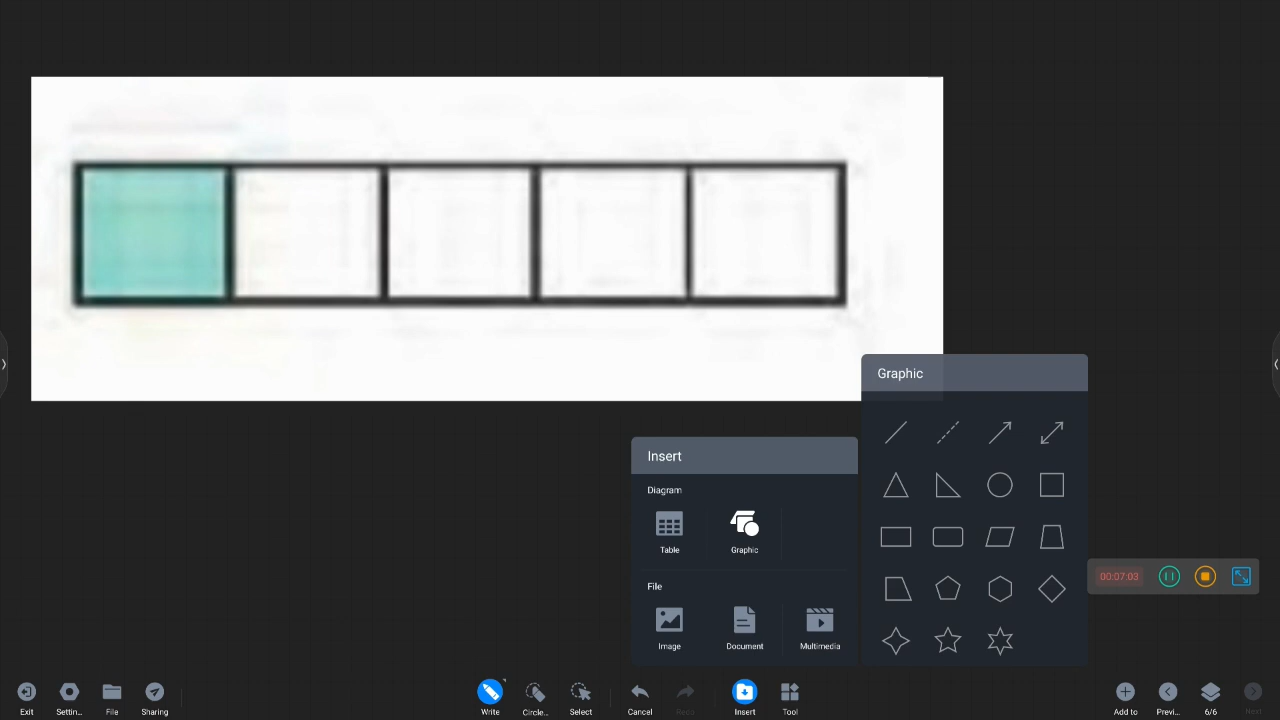 Graphic
Insert
Diagram
Table
Graphic
File
Image
Document
Multimedia
00:07:03
Exit
Settin...
File
Sharing
Write
Circle...
Select
Cancel
Redo
Insert
Tool
Add to
Previ...
6/6
Next